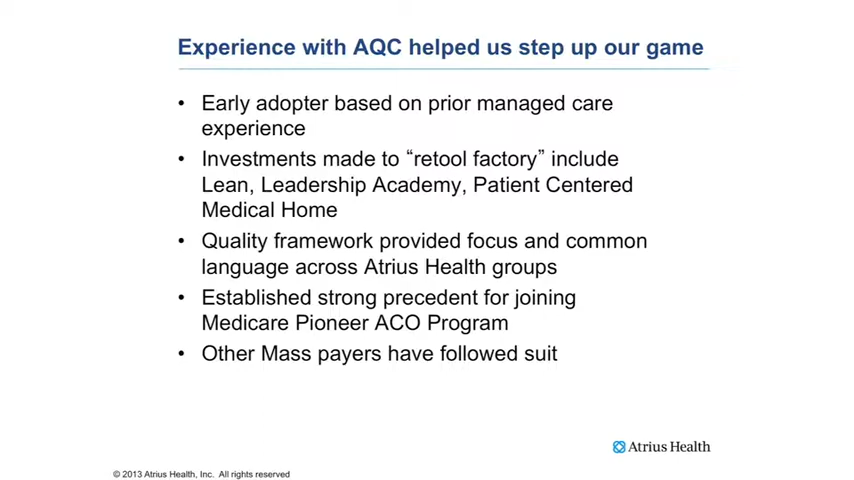 Experience with AQC helped us step up our game
• Early adopter based on prior managed care
experience
• Investments made to “retool factory” include
Lean, Leadership Academy, Patient Centered
Medical Home
• Quality framework provided focus and common
language across Atrius Health groups
• Established strong precedent for joining
Medicare Pioneer ACO Program
• Other Mass payers have followed suit
Atrius Health
© 2013 Atrius Health, Inc. All rights reserved